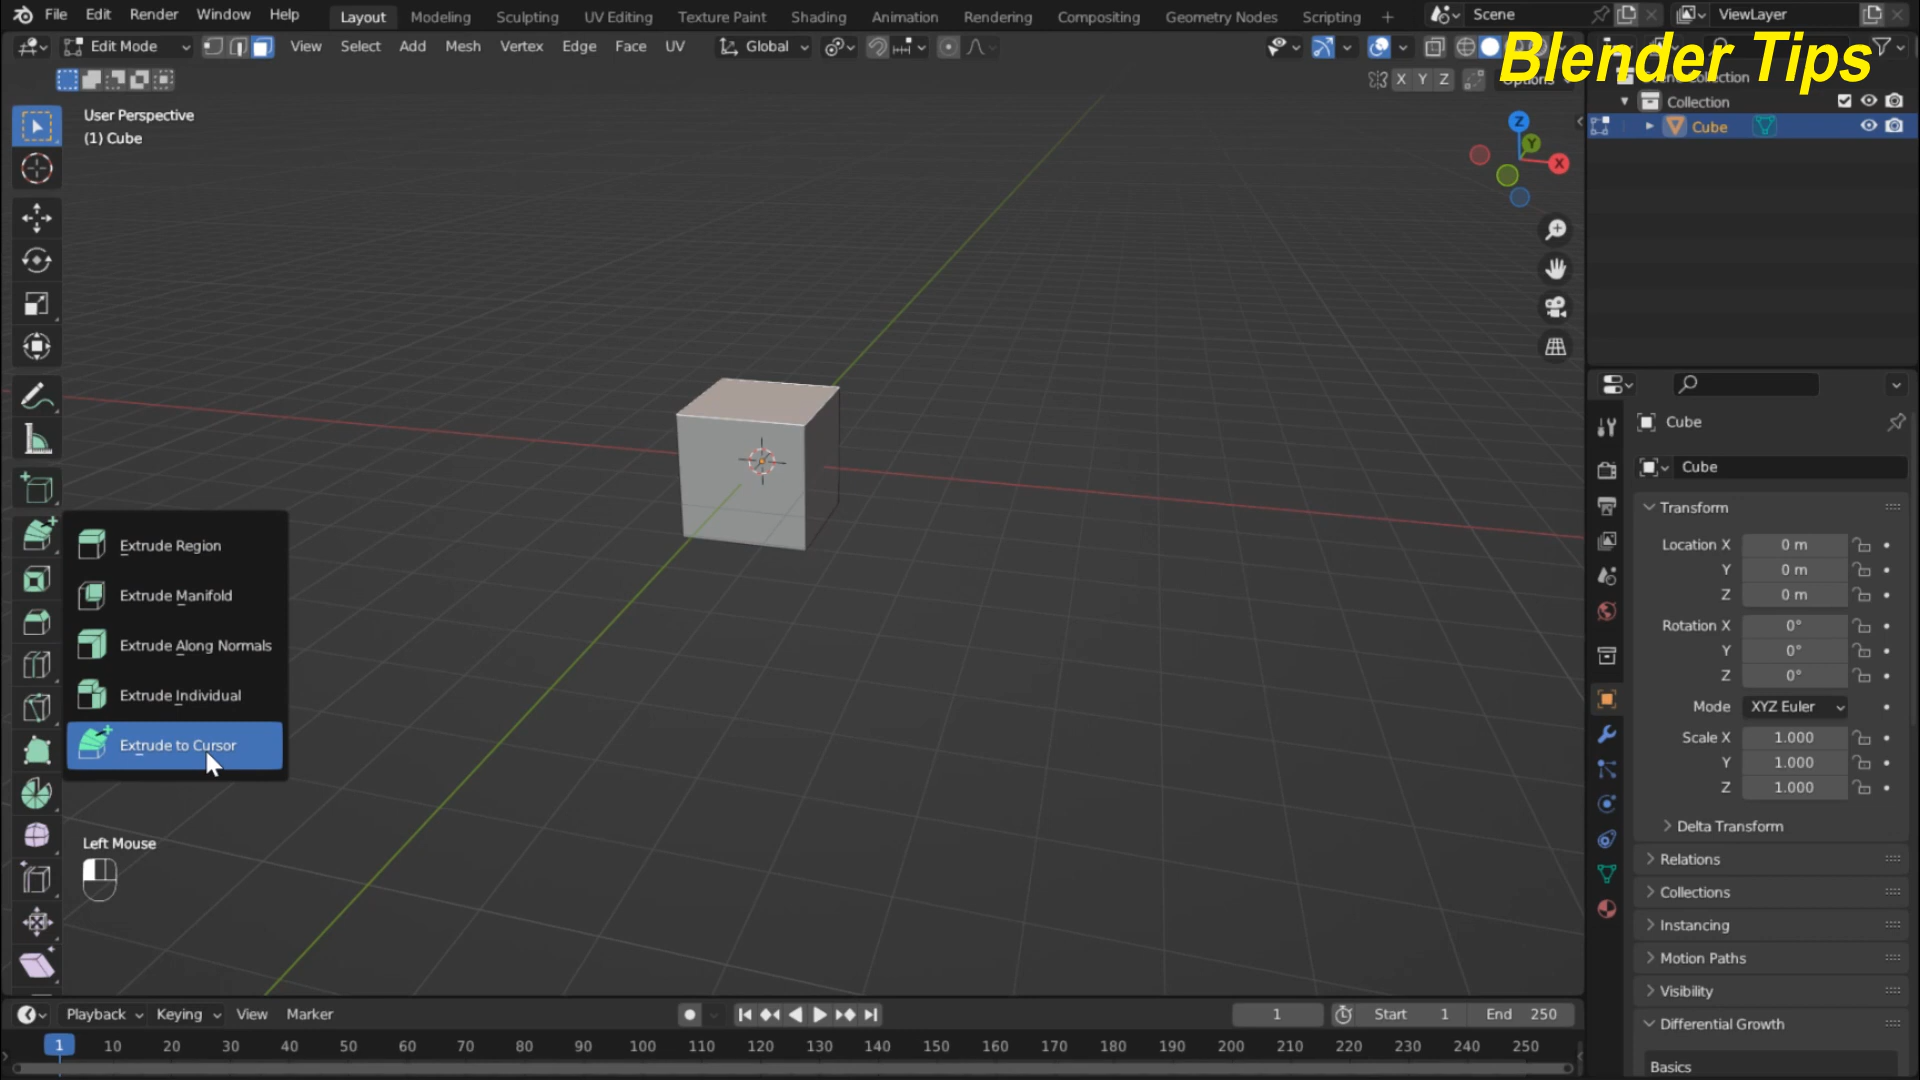 File Edit Render Window Help Layout Modeling Sculpting UV Editing Texture Paint Shading Animation Rendering Compositing Geometry Nodes Scripting + Scene ViewLayer
Edit Mode View Select Add Mesh Vertex Edge Face UV Global
Blender Tips
X Y Z Options
User Perspective
(1) Cube
Collection
Cube
Z
Y
X
Extrude Region
Extrude Manifold
Extrude Along Normals
Extrude Individual
Extrude to Cursor
Left Mouse
Cube
Cube
Transform
Location X 0 m
Y 0 m
Z 0 m
Rotation X 0°
Y 0°
Z 0°
Mode XYZ Euler
Scale X 1.000
Y 1.000
Z 1.000
Delta Transform
Relations
Collections
Instancing
Motion Paths
Visibility
Differential Growth
Basics
Playback Keying View Marker 1 Start 1 End 250
1 10 20 30 40 50 60 70 80 90 100 110 120 130 140 150 160 170 180 190 200 210 220 230 240 250